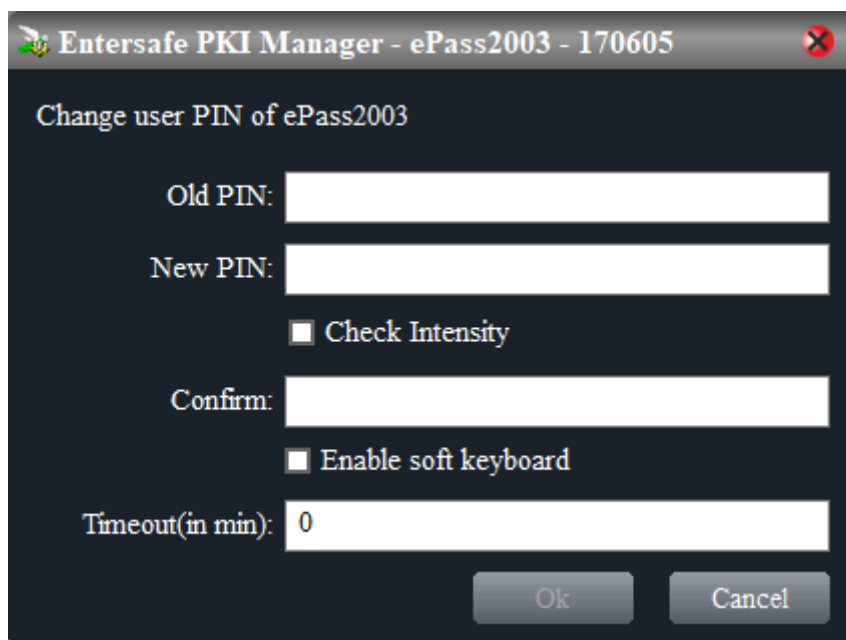 Entersafe PKI Manager - ePass2003 - 170605
Change user PIN of ePass2003
Old PIN:
New PIN:
Check Intensity
Confirm:
Enable soft keyboard
Timeout(in min): 0
Ok Cancel